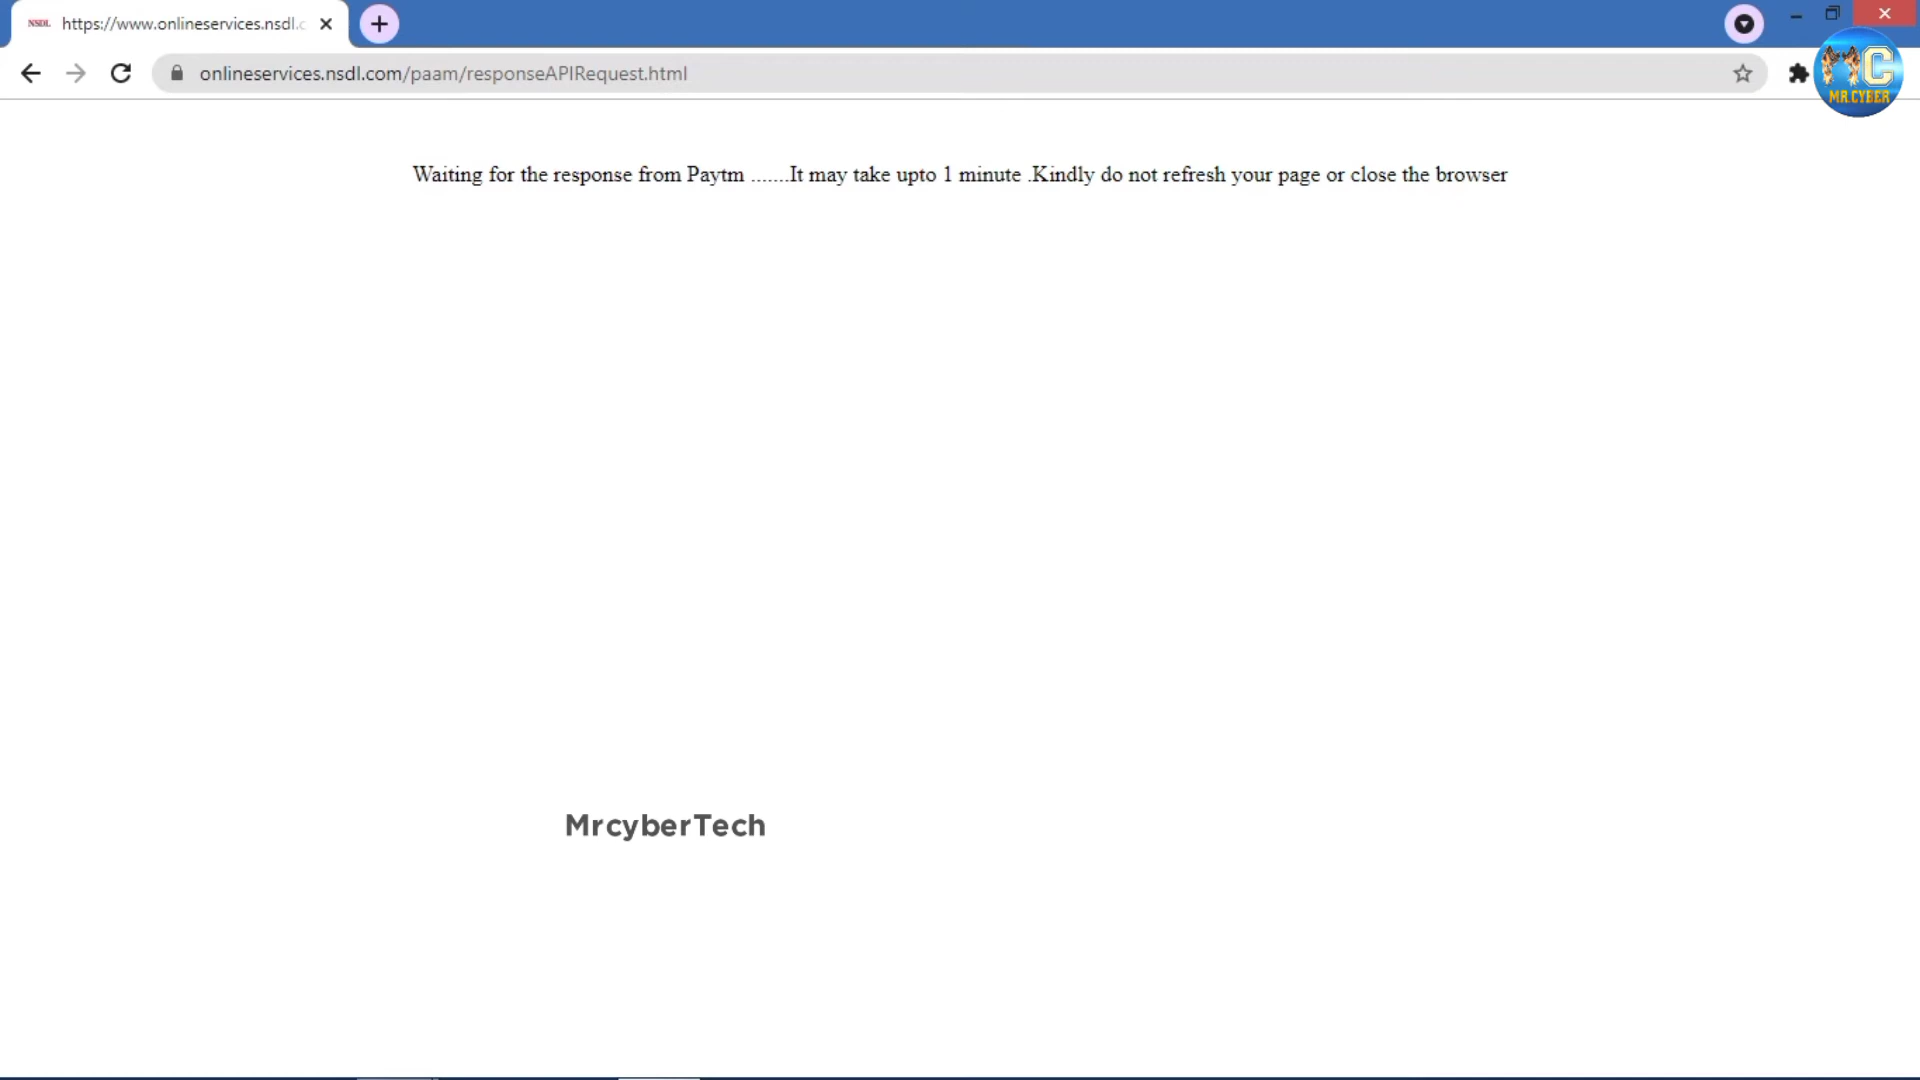 NSDL https://www.onlineservices.nsdl.c
onlineservices.nsdl.com/paam/responseAPIRequest.html
MR.CYBER
Waiting for the response from Paytm .......It may take upto 1 minute .Kindly do not refresh your page or close the browser
MrcyberTech